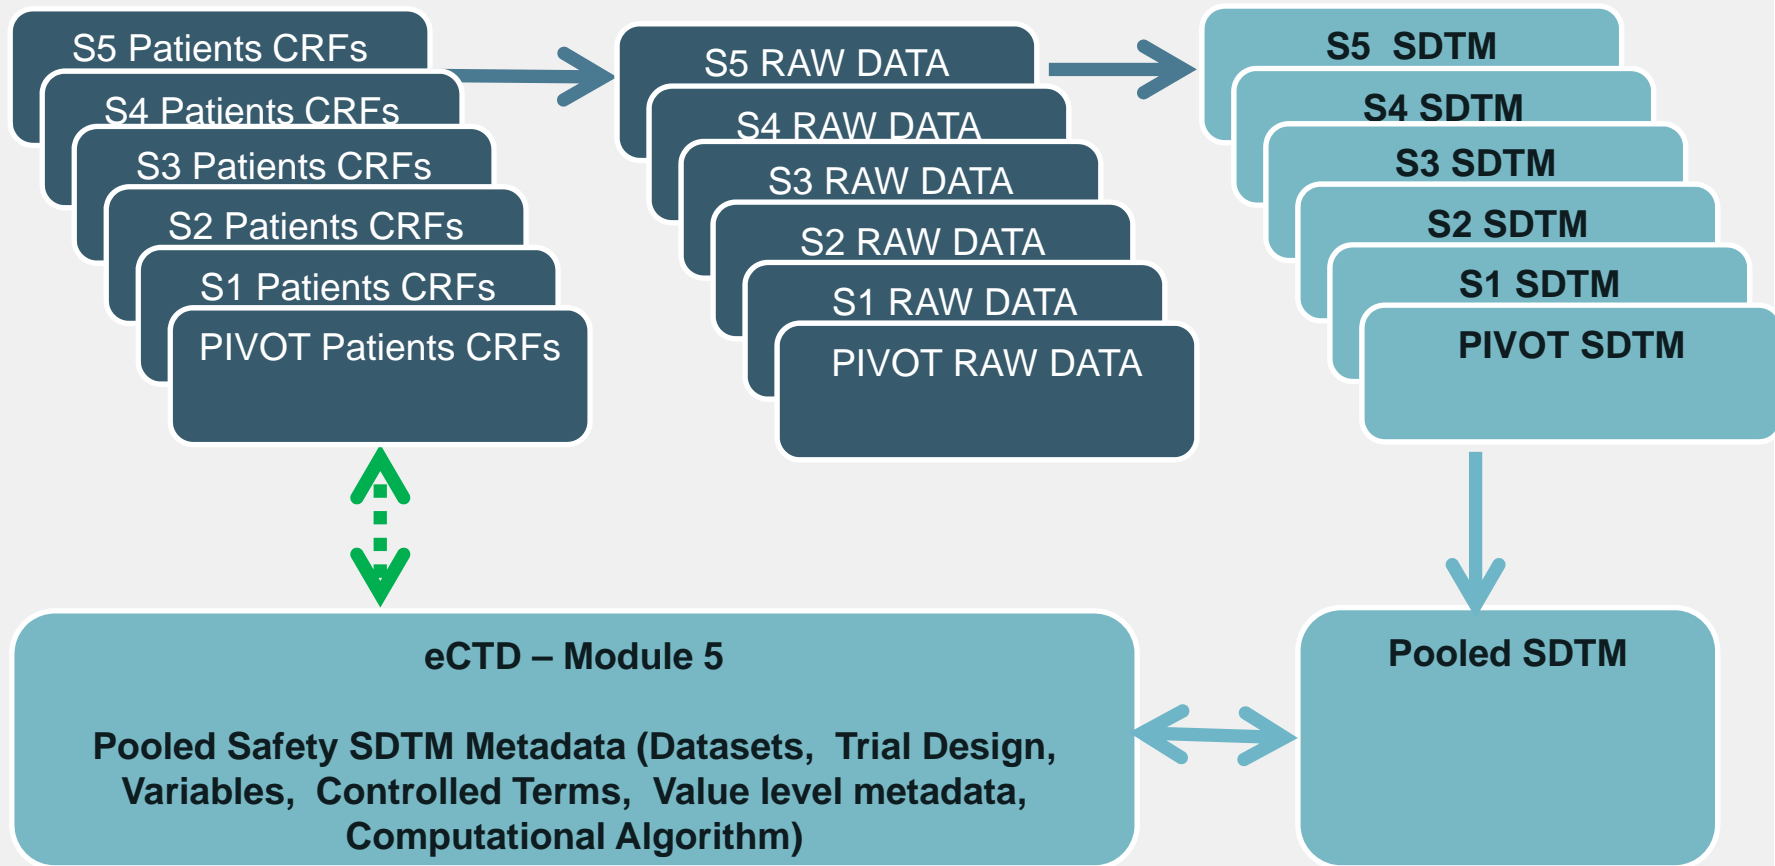 S5 Patients CRFs
S4 Patients CRFs
S3 Patients CRFs
S2 Patients CRFs
S1 Patients CRFs
PIVOT Patients CRFs
S5 RAW DATA
S4 RAW DATA
S3 RAW DATA
S2 RAW DATA
S1 RAW DATA
PIVOT RAW DATA
S5 SDTM
S4 SDTM
S3 SDTM
S2 SDTM
S1 SDTM
PIVOT SDTM
eCTD – Module 5
Pooled Safety SDTM Metadata (Datasets, Trial Design,
Variables, Controlled Terms, Value level metadata,
Computational Algorithm)
Pooled SDTM